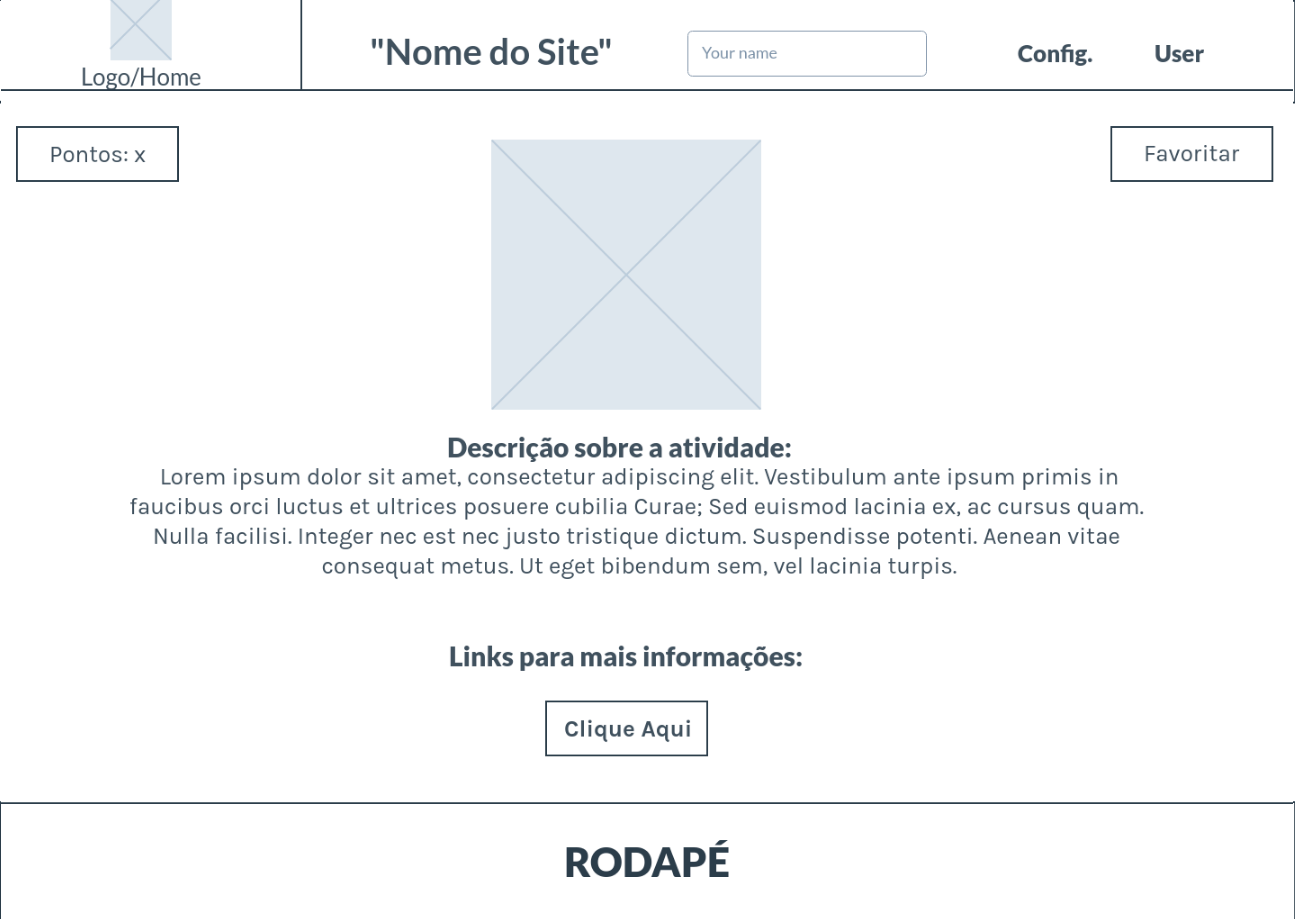 Logo/Home
"Nome do Site"
Your name
Config.
User
Pontos: x
Favoritar
Descrição sobre a atividade:
Lorem ipsum dolor sit amet, consectetur adipiscing elit. Vestibulum ante ipsum primis in
faucibus orci luctus et ultrices posuere cubilia Curae; Sed euismod lacinia ex, ac cursus quam.
Nulla facilisi. Integer nec est nec justo tristique dictum. Suspendisse potenti. Aenean vitae
consequat metus. Ut eget bibendum sem, vel lacinia turpis.
Links para mais informações:
Clique Aqui
RODAPÉ